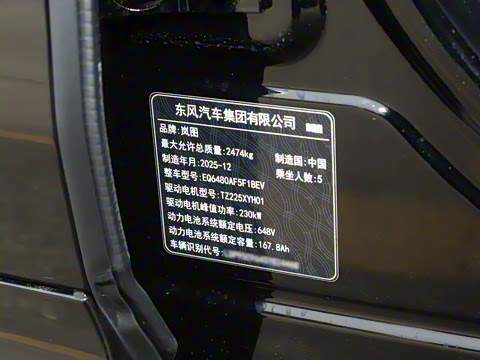 东风汽车集团有限公司
品牌:岚图
最大允许总质量:2474kg 制造国:中国
制造年月:2025-12 乘坐人数:5
整车型号:EQ6480AF5F1BEV
驱动电机型号:TZ225XYH01
驱动电机峰值功率:230kW
动力电池系统额定电压:648V
动力电池系统额定容量:167.8Ah
车辆识别代号: